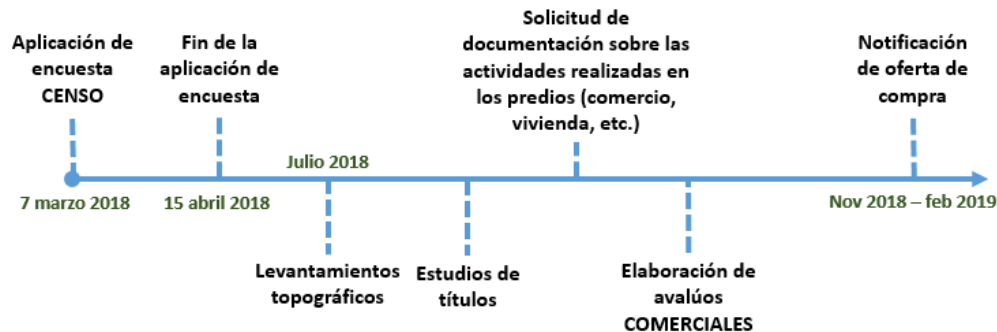 Aplicación de
encuesta
CENSO
Fin de la
aplicación de
encuesta
Solicitud de
documentación sobre las
actividades realizadas en
los predios (comercio,
vivienda, etc.)
Notificación
de oferta de
compra
Julio 2018
7 marzo 2018
15 abril 2018
Nov 2018 – feb 2019
Levantamientos
topográficos
Estudios de
títulos
Elaboración de
avalúos
COMERCIALES